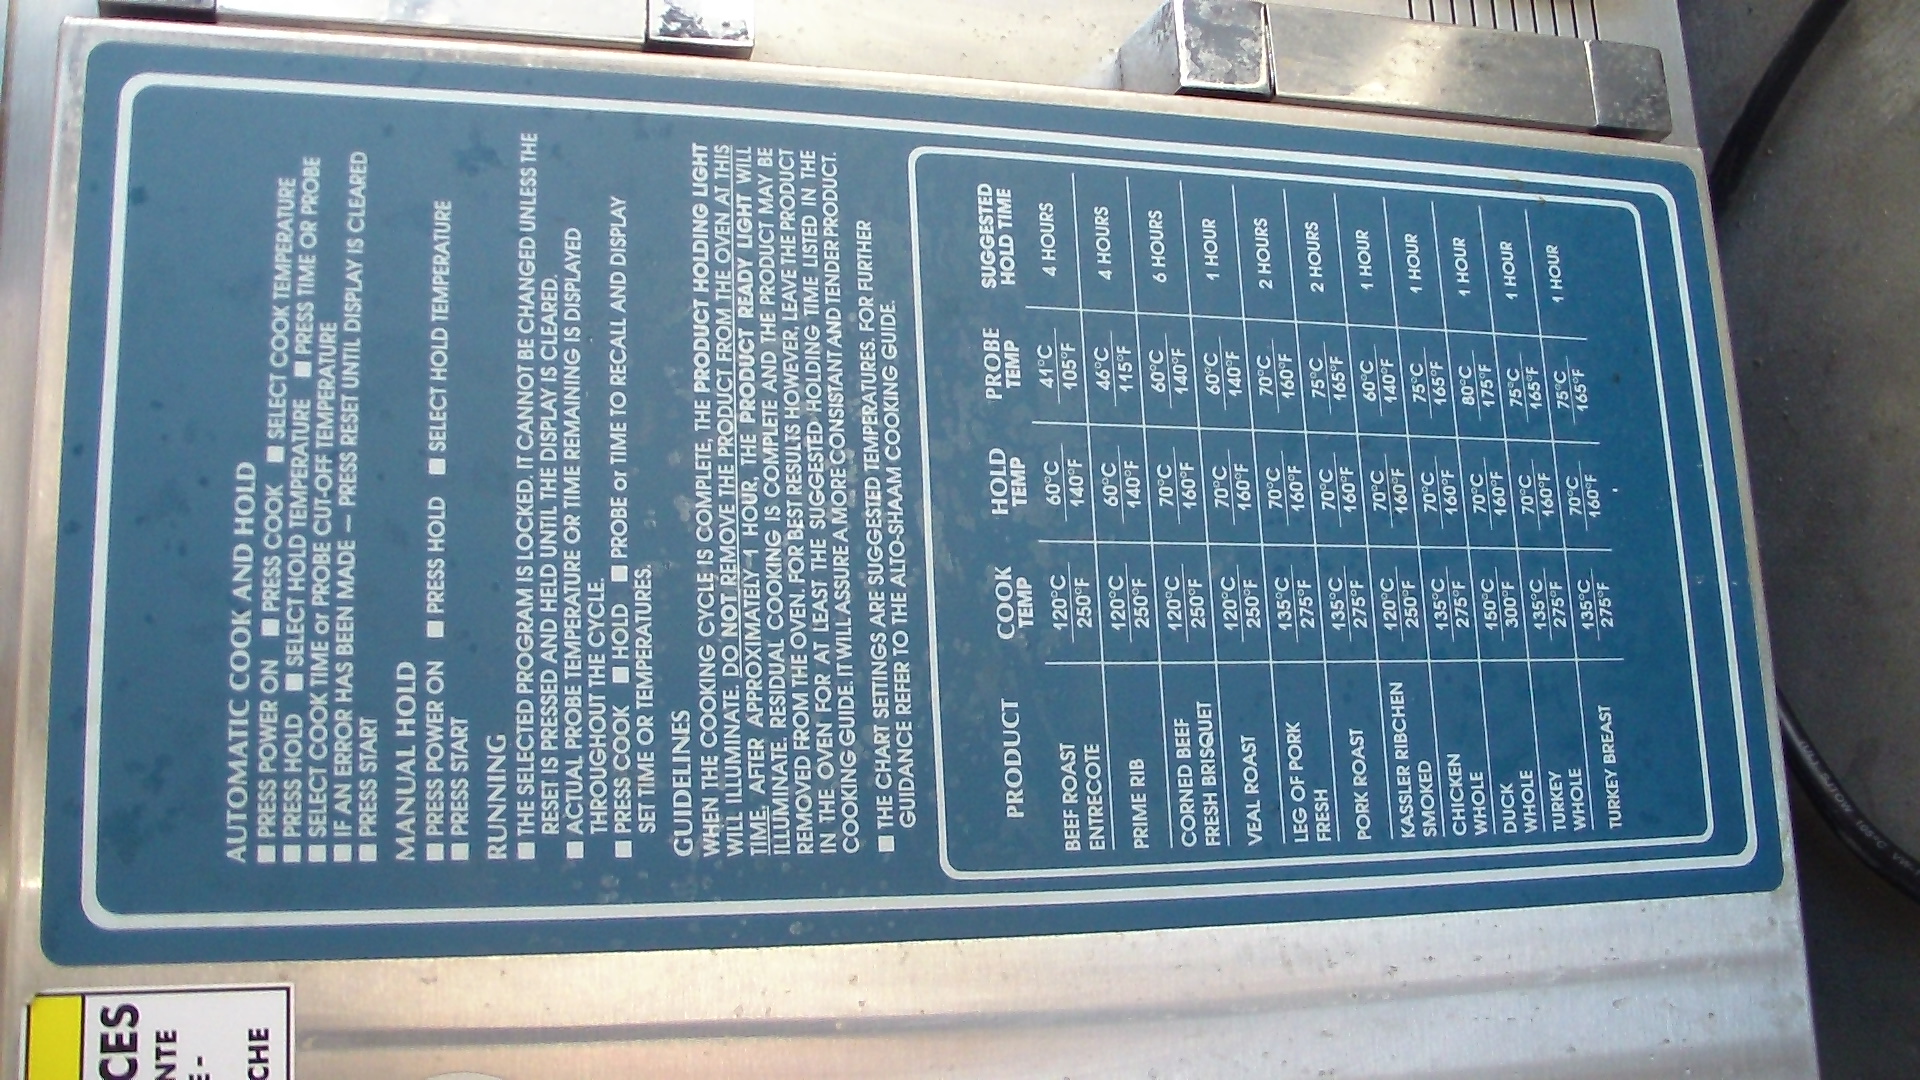 AUTOMATIC COOK AND HOLD
■ PRESS POWER ON ■ PRESS COOK ■ SELECT COOK TEMPERATURE
■ PRESS HOLD ■ SELECT HOLD TEMPERATURE ■ PRESS TIME OR PROBE
■ SELECT COOK TIME or PROBE CUT-OFF TEMPERATURE
■ IF AN ERROR HAS BEEN MADE – PRESS RESET UNTIL DISPLAY IS CLEARED
■ PRESS START
MANUAL HOLD
■ PRESS POWER ON ■ PRESS HOLD ■ SELECT HOLD TEMPERATURE
■ PRESS START
RUNNING
■ THE SELECTED PROGRAM IS LOCKED. IT CANNOT BE CHANGED UNLESS THE
RESET IS PRESSED AND HELD UNTIL THE DISPLAY IS CLEARED.
■ ACTUAL PROBE TEMPERATURE OR TIME REMAINING IS DISPLAYED
THROUGHOUT THE CYCLE.
■ PRESS COOK ■ HOLD ■ PROBE or TIME TO RECALL AND DISPLAY
SET TIME OR TEMPERATURES.
GUIDELINES
WHEN THE COOKING CYCLE IS COMPLETE, THE PRODUCT HOLDING LIGHT
WILL ILLUMINATE. DO NOT REMOVE THE PRODUCT FROM THE OVEN AT THIS
TIME. AFTER APPROXIMATELY 1 HOUR, THE PRODUCT READY LIGHT WILL
ILLUMINATE. RESIDUAL COOKING IS COMPLETE AND THE PRODUCT MAY BE
REMOVED FROM THE OVEN. FOR BEST RESULTS HOWEVER, LEAVE THE PRODUCT
IN THE OVEN FOR AT LEAST THE SUGGESTED HOLDING TIME LISTED IN THE
COOKING GUIDE. IT WILL ASSURE A MORE CONSISTANT AND TENDER PRODUCT.
■ THE CHART SETTINGS ARE SUGGESTED TEMPERATURES. FOR FURTHER
GUIDANCE REFER TO THE AUTO-SHAAM COOKING GUIDE.
PRODUCT COOK TEMP HOLD TEMP PROBE TEMP SUGGESTED HOLD TIME
BEEF ROAST ENTRECOTE 120°C 250°F 60°C 140°F 41°C 105°F 4 HOURS
PRIME RIB 120°C 250°F 60°C 140°F 46°C 115°F 4 HOURS
CORNED BEEF FRESH BRISQUET 120°C 250°F 70°C 160°F 60°C 140°F 6 HOURS
VEAL ROAST 120°C 250°F 70°C 160°F 60°C 140°F 1 HOUR
LEG OF PORK FRESH 135°C 275°F 70°C 160°F 70°C 160°F 2 HOURS
PORK ROAST 135°C 275°F 70°C 160°F 75°C 165°F 2 HOURS
KASSLER RIBCHEN SMOKED 120°C 250°F 70°C 160°F 60°C 140°F 1 HOUR
CHICKEN WHOLE 135°C 275°F 70°C 160°F 75°C 165°F 1 HOUR
DUCK WHOLE 150°C 300°F 70°C 160°F 80°C 175°F 1 HOUR
TURKEY WHOLE 135°C 275°F 70°C 160°F 75°C 165°F 1 HOUR
TURKEY BREAST 135°C 275°F 70°C 160°F 75°C 165°F 1 HOUR
CES
NTE
E -
CHE